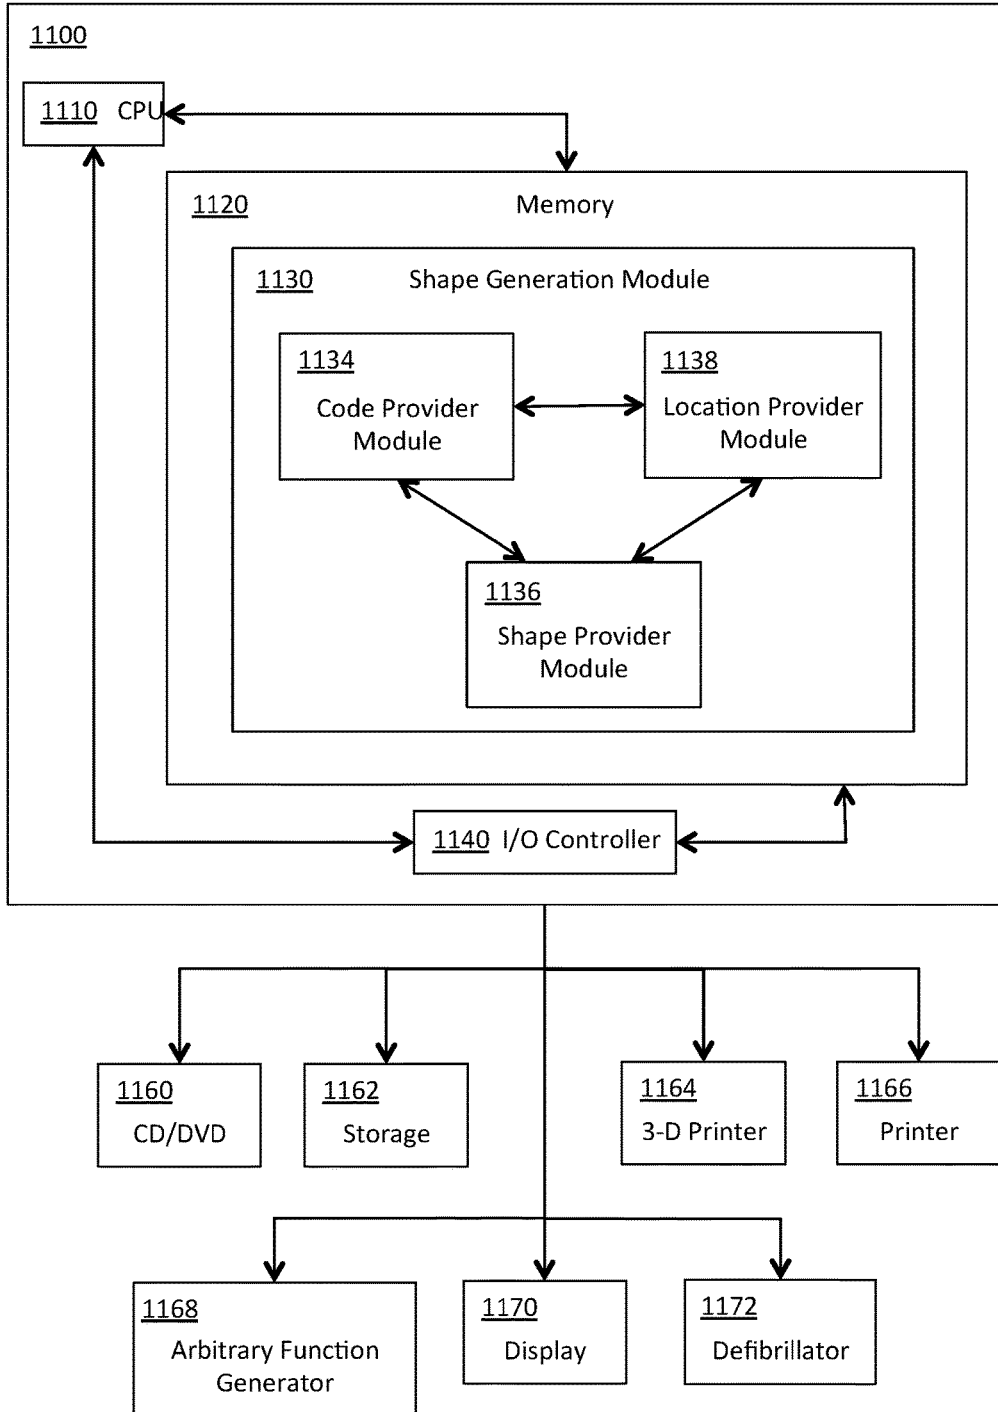 1100
1110 CPU
1120 Memory
1130 Shape Generation Module
1134
Code Provider
Module
1138
Location Provider
Module
1136
Shape Provider
Module
1140 I/O Controller
1160
CD/DVD
1162
Storage
1164
3-D Printer
1166
Printer
1168
Arbitrary Function
Generator
1170
Display
1172
Defibrillator